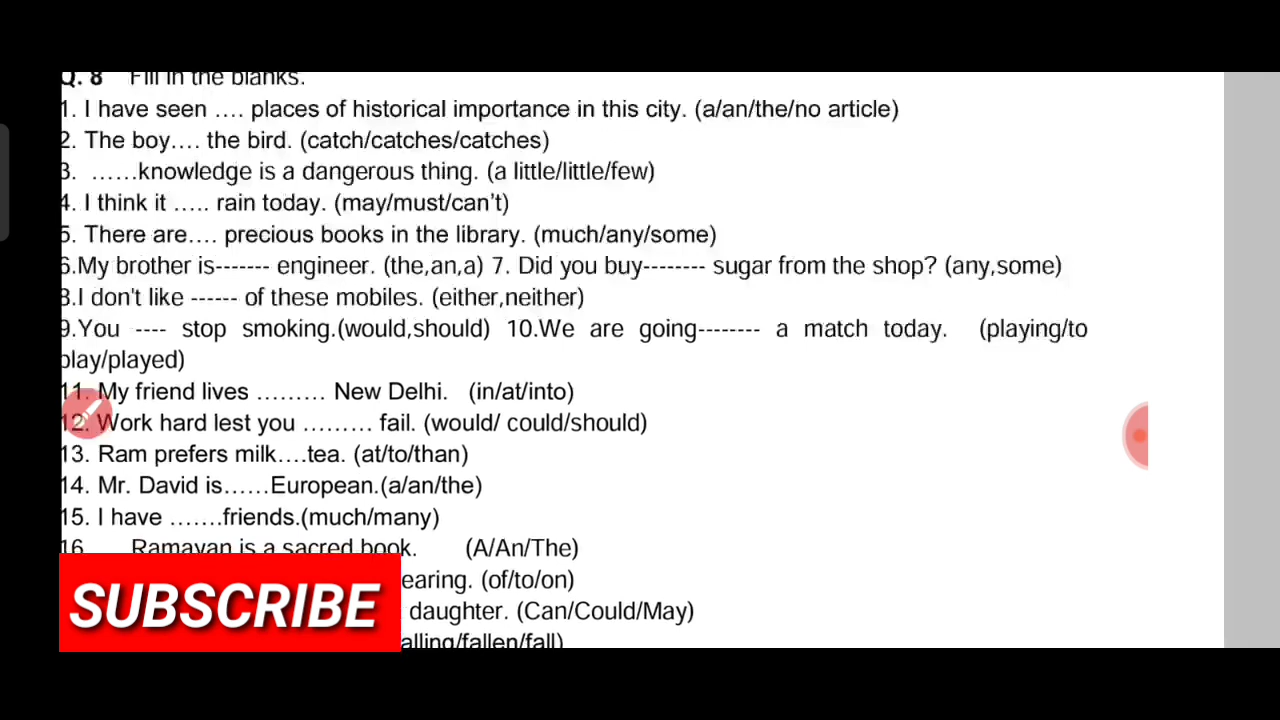 Q. 8 Fill in the blanks.
1. I have seen .... places of historical importance in this city. (a/an/the/no article)
2. The boy.... the bird. (catch/catches/catches)
3. ......knowledge is a dangerous thing. (a little/little/few)
4. I think it ..... rain today. (may/must/can't)
5. There are.... precious books in the library. (much/any/some)
6.My brother is------- engineer. (the,an,a) 7. Did you buy-------- sugar from the shop? (any,some)
8.I don't like ------ of these mobiles. (either,neither)
9.You ---- stop smoking.(would,should) 10.We are going-------- a match today. (playing/to
play/played)
11. My friend lives ......... New Delhi. (in/at/into)
12. Work hard lest you ......... fail. (would/ could/should)
13. Ram prefers milk....tea. (at/to/than)
14. Mr. David is......European.(a/an/the)
15. I have .......friends.(much/many)
16. Ramayan is a sacred book. (A/An/The)
earing. (of/to/on)
daughter. (Can/Could/May)
alling/fallen/fall)
SUBSCRIBE